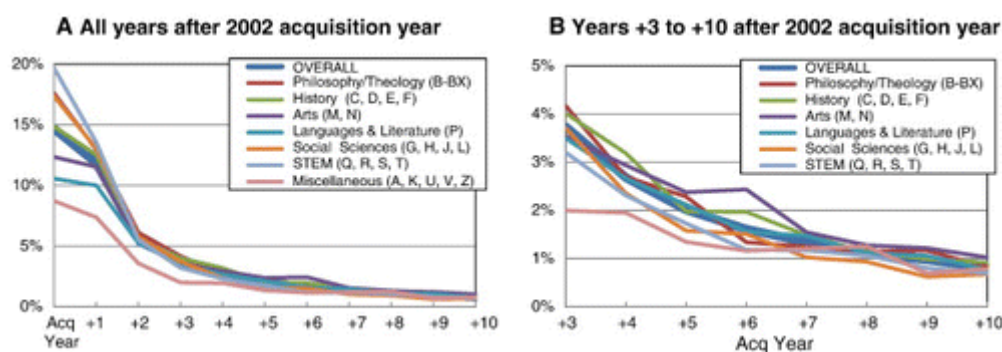 A All years after 2002 acquisition year
20%
15%
10%
5%
0%
OVERALL
Philosophy/Theology (B-BX)
History (C, D, E, F)
Arts (M, N)
Languages & Literature (P)
Social Sciences (G, H, J, L)
STEM (Q, R, S, T)
Miscellaneous (A, K, U, V, Z)
Acq +1 +2 +3 +4 +5 +6 +7 +8 +9 +10
Year
B Years +3 to +10 after 2002 acquisition year
5%
4%
3%
2%
1%
0%
OVERALL
Philosophy/Theology (B-BX)
History (C, D, E, F)
Arts (M, N)
Languages & Literature (P)
Social Sciences (G, H, J, L)
STEM (Q, R, S, T)
+3 +4 +5 +6 +7 +8 +9 +10
Acq Year